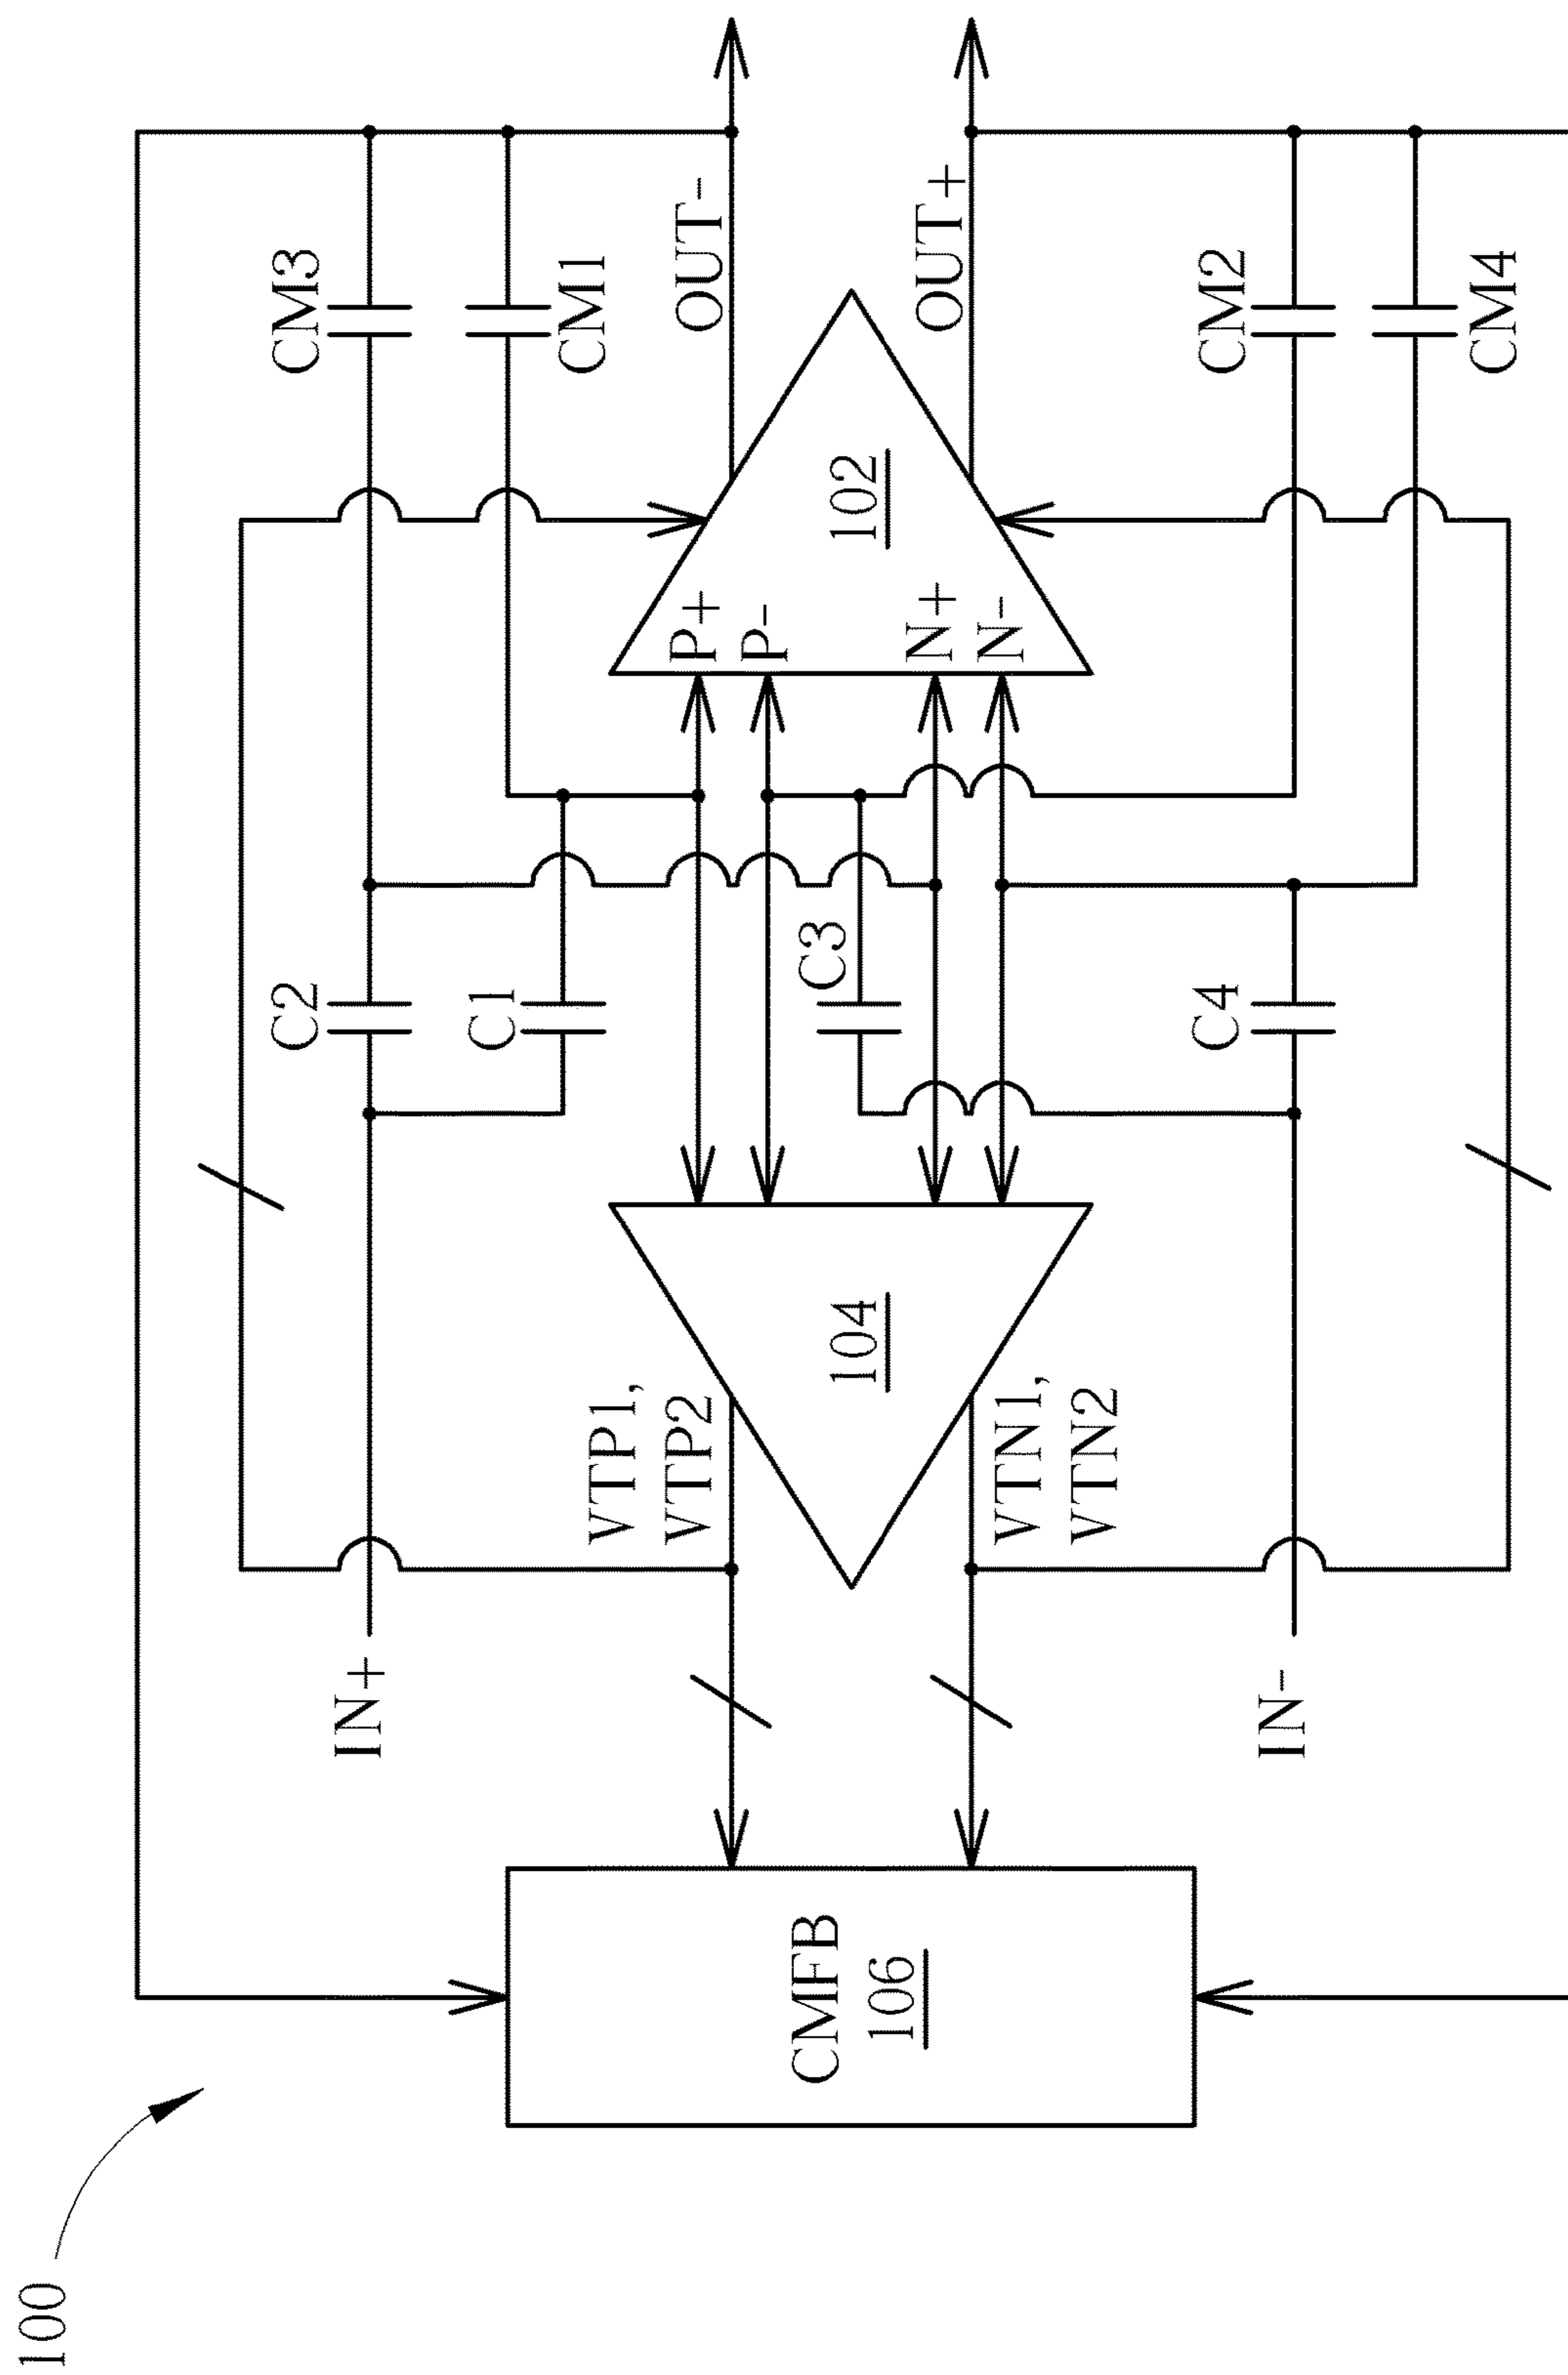 100
CMFB
106
IN+
IN-
VTP1,
VTP2
VTN1,
VTN2
104
C2
C1
C3
C4
P+
P-
N+
N-
102
CM3
CM1
OUT-
OUT+
CM2
CM4